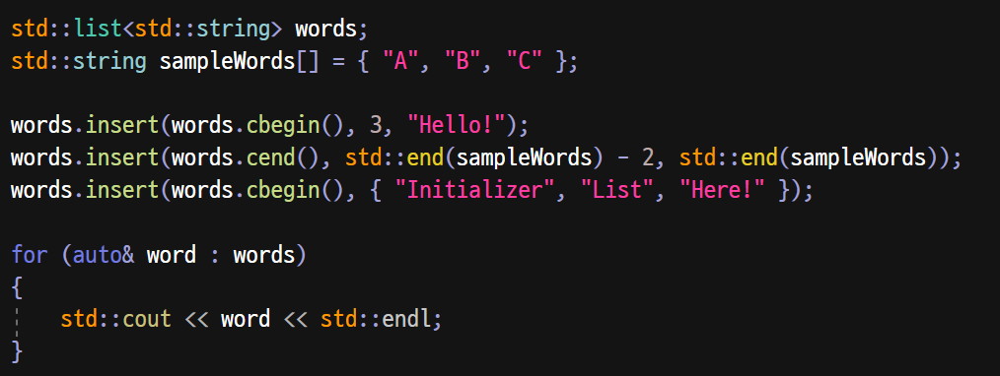 std::list<std::string> words;
std::string sampleWords[] = { "A", "B", "C" };

words.insert(words.cbegin(), 3, "Hello!");
words.insert(words.cend(), std::end(sampleWords) - 2, std::end(sampleWords));
words.insert(words.cbegin(), { "Initializer", "List", "Here!" });

for (auto& word : words)
{
    std::cout << word << std::endl;
}